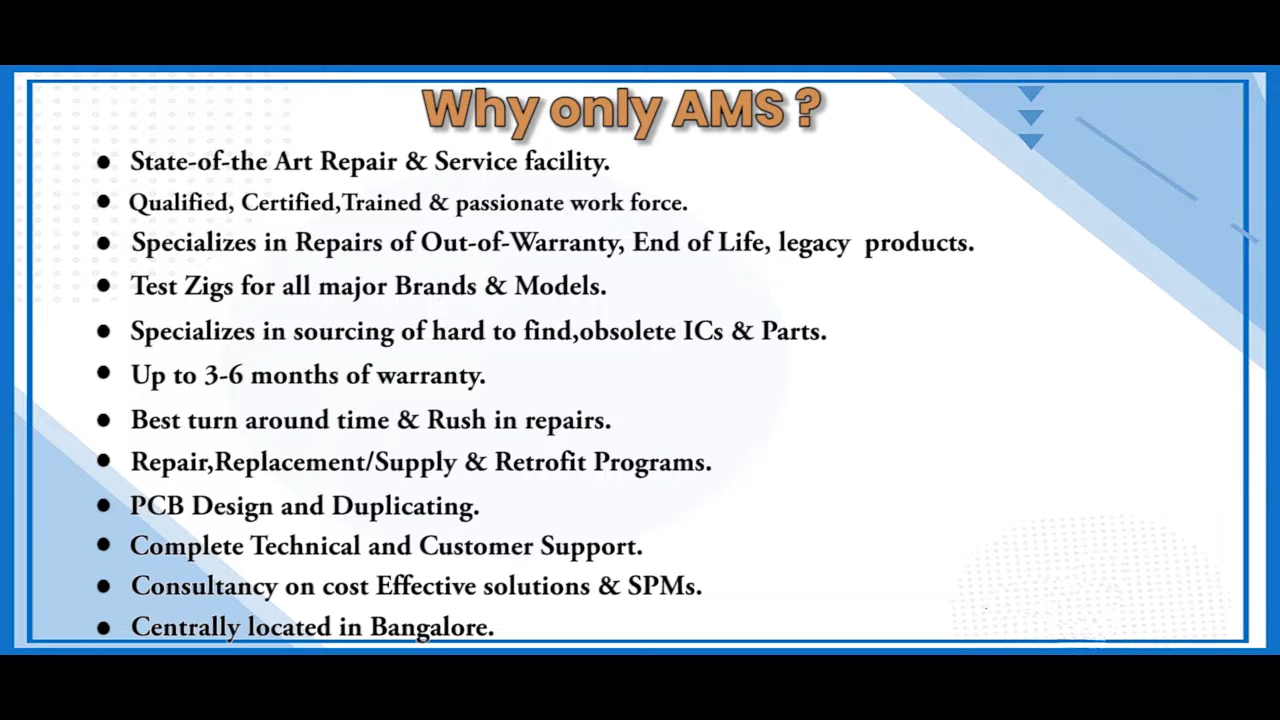 Why only AMS ?
● State-of-the Art Repair & Service facility.
● Qualified, Certified,Trained & passionate work force.
● Specializes in Repairs of Out-of-Warranty, End of Life, legacy  products.
● Test Zigs for all major Brands & Models.
● Specializes in sourcing of hard to find,obsolete ICs & Parts.
● Up to 3-6 months of warranty.
● Best turn around time & Rush in repairs.
● Repair,Replacement/Supply & Retrofit Programs.
● PCB Design and Duplicating.
● Complete Technical and Customer Support.
● Consultancy on cost Effective solutions & SPMs.
● Centrally located in Bangalore.